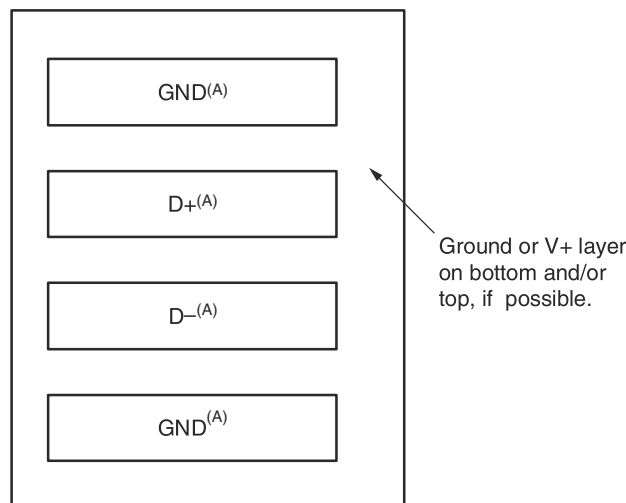 GND(A)
D+(A)
D–(A)
GND(A)
Ground or V+ layer
on bottom and/or
top, if possible.